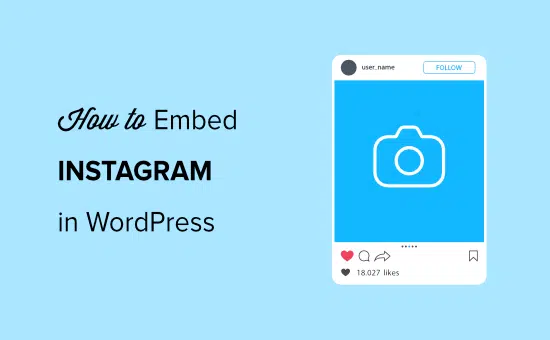 How to Embed
INSTAGRAM
in WordPress
user_name
FOLLOW
18.027 likes